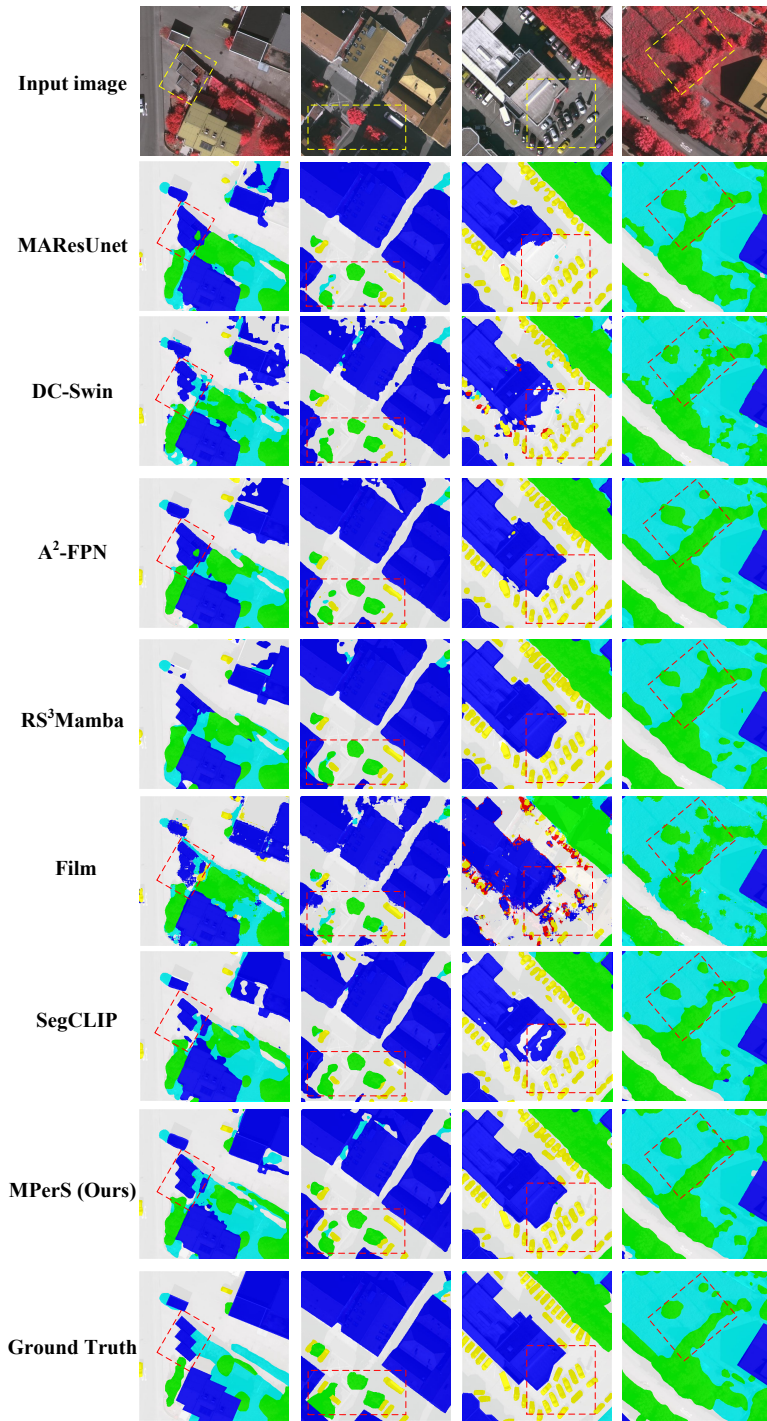 Input image
MAResUnet
DC-Swin
A²-FPN
RS³Mamba
Film
SegCLIP
MPerS (Ours)
Ground Truth